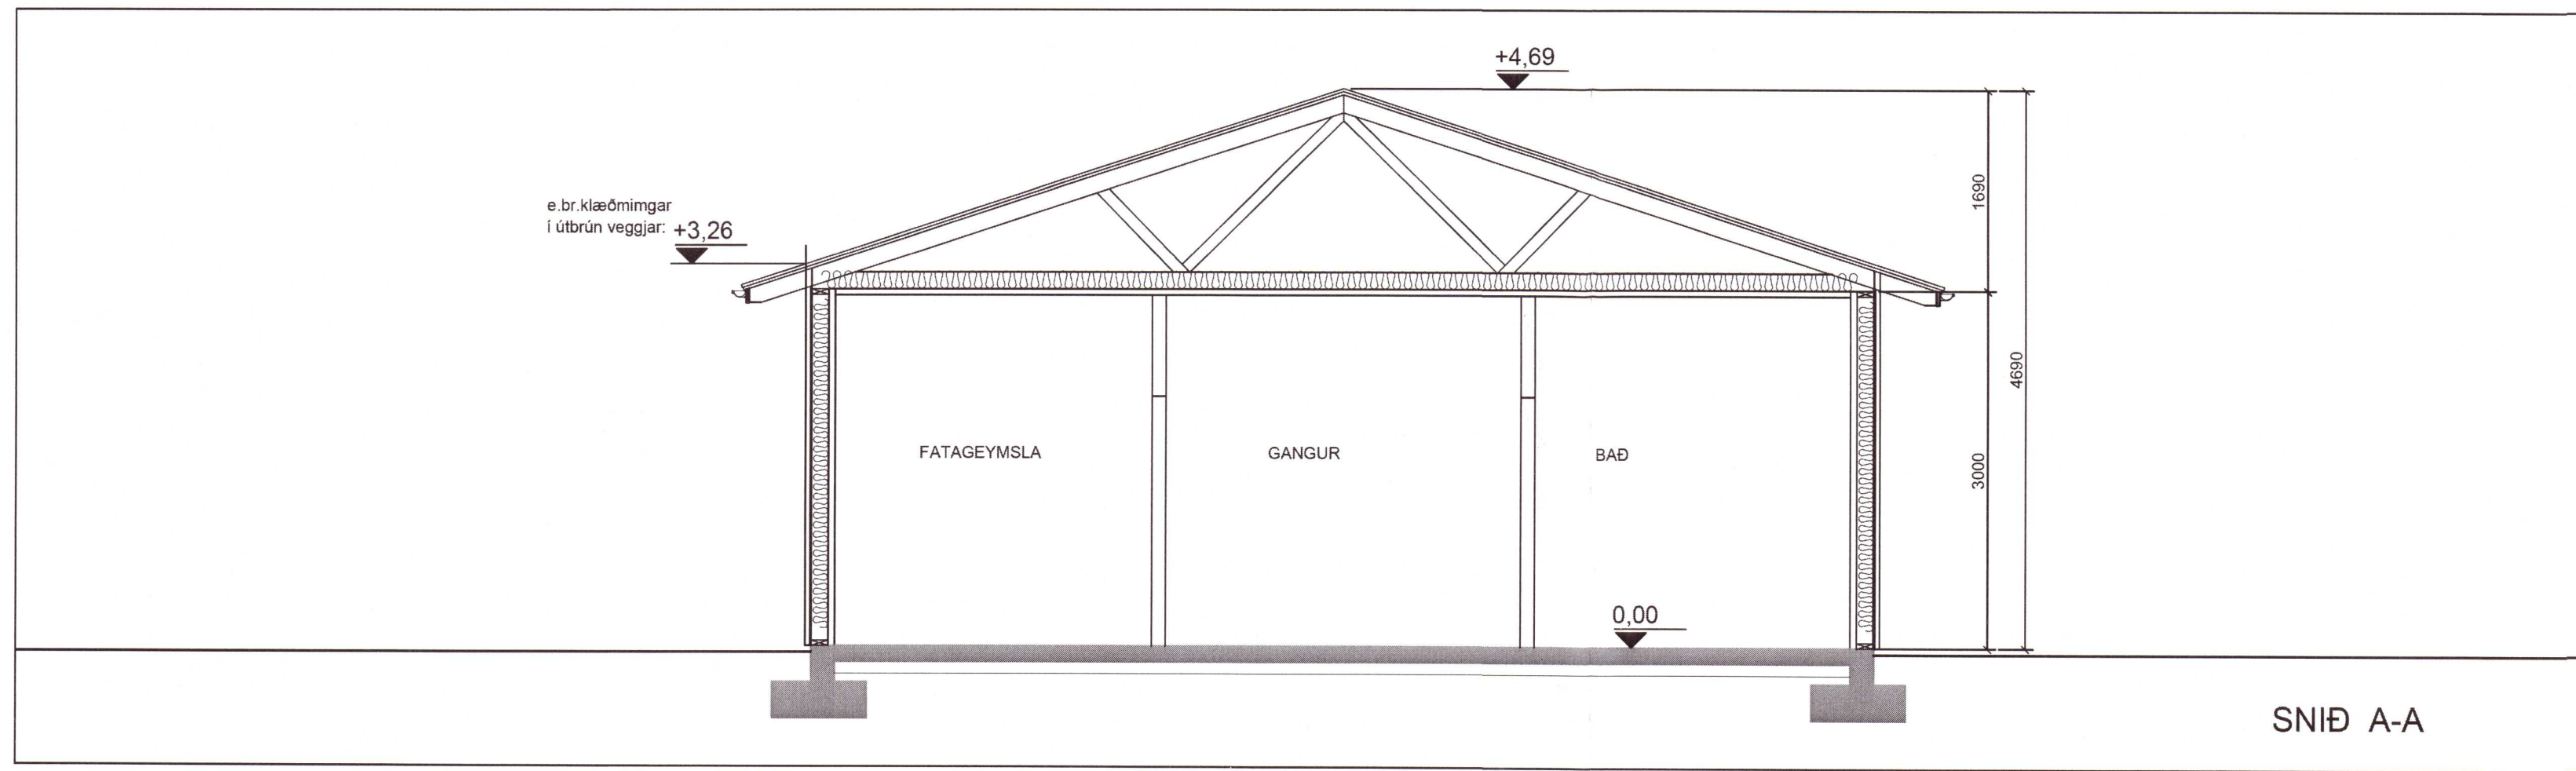 +4,69
e.br.klæðmimgar
í útbrún veggjar: +3,26
1690
4690
3000
FATAGEYMSLA
GANGUR
BAÐ
0,00
SNIÐ A-A